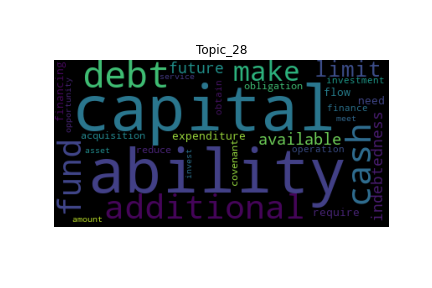 Topic_28
debt
future
make
limit
financing
opportunity
service
obtain
obligation
investment
flow
capital
finance
need
meet
acquisition
expenditure
available
cash
indebtedness
fund
asset
reduce
invest
covenant
operation
ability
additional
require
amount